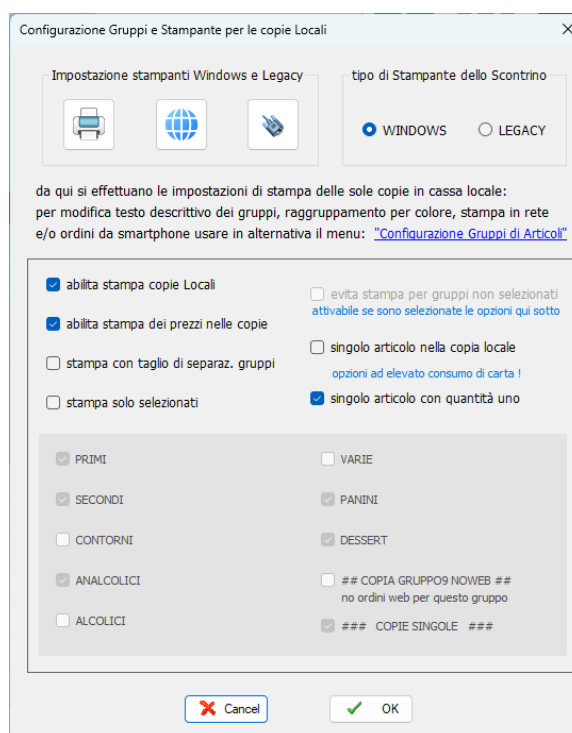 Configurazione Gruppi e Stampante per le copie Locali
Impostazione stampanti Windows e Legacy
tipo di Stampante dello Scontrino
WINDOWS
LEGACY
da qui si effettuano le impostazioni di stampa delle sole copie in cassa locale:
per modifica testo descrittivo dei gruppi, raggruppamento per colore, stampa in rete
e/o ordini da smartphone usare in alternativa il menu: "Configurazione Gruppi di Articoli"
abilita stampa copie Locali
abilita stampa dei prezzi nelle copie
stampa con taglio di separaz. gruppi
stampa solo selezionati
evita stampa per gruppi non selezionati
attivabile se sono selezionate le opzioni qui sotto
singolo articolo nella copia locale
opzioni ad elevato consumo di carta !
singolo articolo con quantità uno
PRIMI
SECONDI
CONTORNI
ANALCOLICI
ALCOLICI
VARIE
PANINI
DESSERT
## COPIA GRUPPO9 NOWEB ##
no ordini web per questo gruppo
### COPIE SINGOLE ###
Cancel
OK